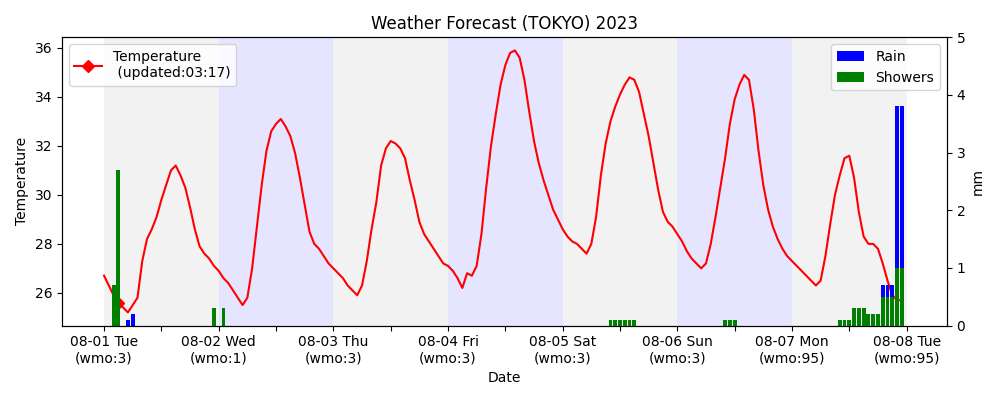 Weather Forecast (TOKYO) 2023
Temperature
(updated:03:17)
Rain
Showers
36
34
32
30
28
26
Temperature
5
4
3
2
1
0
mm
08-01 Tue
(wmo:3)
08-02 Wed
(wmo:1)
08-03 Thu
(wmo:3)
08-04 Fri
(wmo:3)
08-05 Sat
(wmo:3)
08-06 Sun
(wmo:3)
08-07 Mon
(wmo:95)
08-08 Tue
(wmo:95)
Date